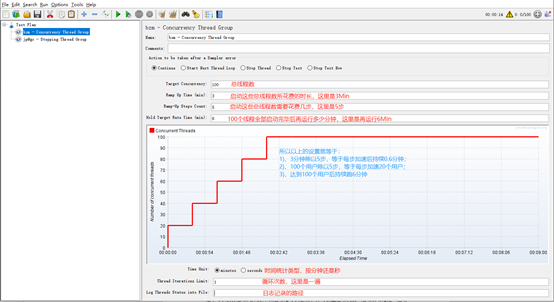 File Edit Search Run Options Tools Help
00:00:14 0 0/100
Test Plan
bzm - Concurrency Thread Group
jp@gc - Stepping Thread Group
bzm - Concurrency Thread Group
Name: bzm - Concurrency Thread Group
Comments:
Action to be taken after a Sampler error
Continue Start Next Thread Loop Stop Thread Stop Test Stop Test Now
Target Concurrency: 100 总线程数
Ramp Up Time (min): 3 启动这些总线程数所花费的时长，这里是3Min
Ramp-Up Steps Count: 5 启动这些总线程数需要花费几步，这里是5步
Hold Target Rate Time (min): 6 100个线程全部启动完毕后再运行多少分钟，这里是再运行6Min
Concurrent Threads
Number of concurrent threads
100
90
80
70
60
50
40
30
20
10
0
所以以上的设置就等于：
1)、3分钟除以5步，等于每步加速后持续0.6分钟；
2)、100个用户除以5步，等于每步加速20个用户；
3)、达到100个用户后持续跑6分钟
00:00:00 00:00:54 00:01:48 00:02:42 00:03:36 00:04:30 00:05:24 00:06:18 00:07:12 00:08:06 00:09:00
Elapsed Time
Time Unit: minutes seconds 时间统计类型，按分钟还是秒
Thread Iterations Limit: 1 循环次数，这里是一遍
Log Threads Status into File: 日志记录的路径